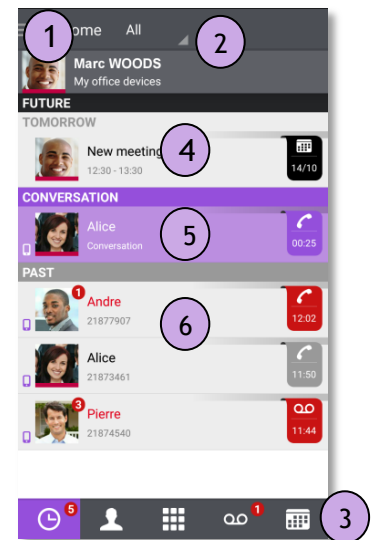 1 ome All 2
Marc WOODS
My office devices
FUTURE
TOMORROW
New meeting 4
12:30 - 13:30
14/10
CONVERSATION
Alice
Conversation
5
00:25
PAST
1
Andre
21877907
6
12:02
Alice
21873461
11:50
3
Pierre
21874540
11:44
5
1
3